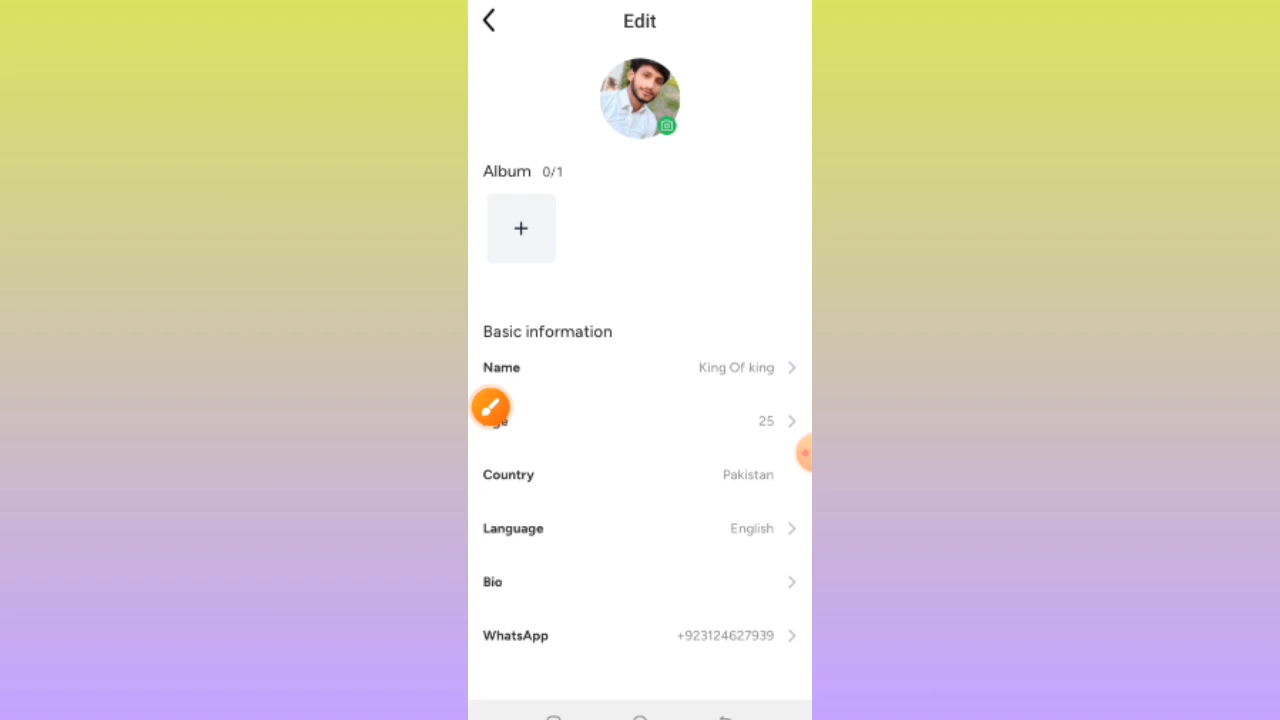 Edit
Album 0/1
+
Basic information
Name King Of king
25
Country Pakistan
Language English
Bio
WhatsApp +923124627939